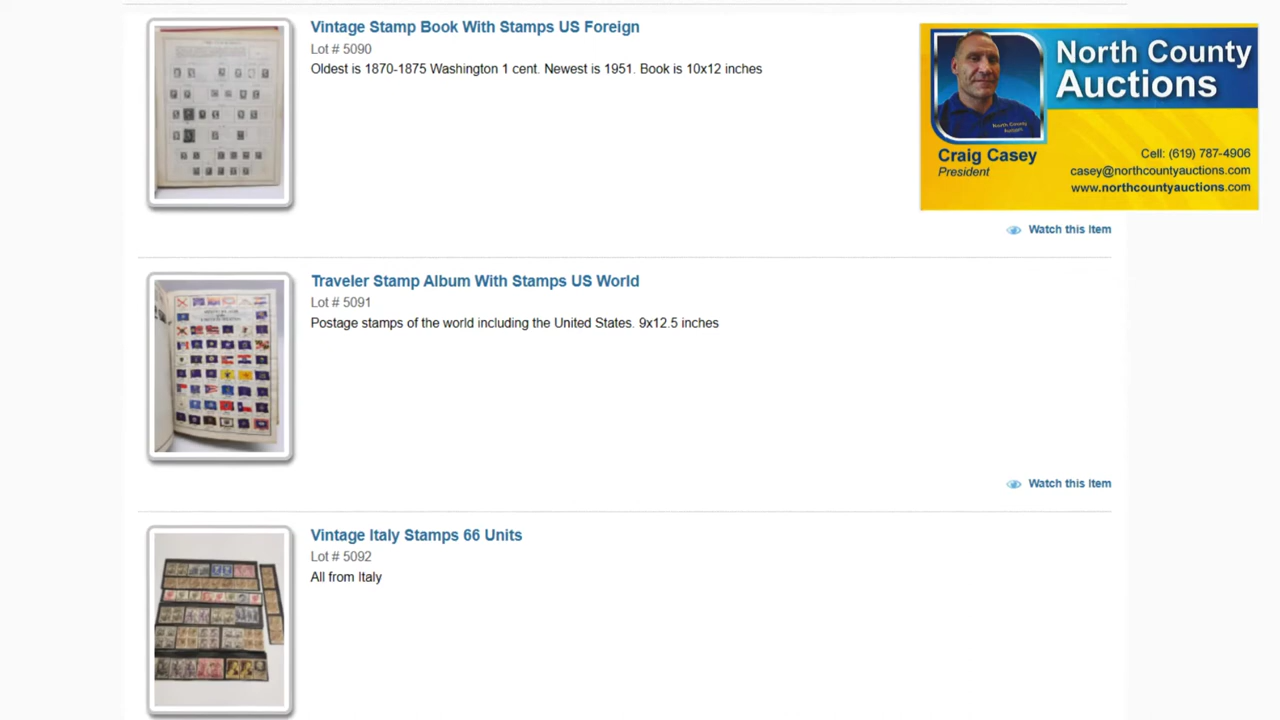 Vintage Stamp Book With Stamps US Foreign
Lot # 5090
Oldest is 1870-1875 Washington 1 cent. Newest is 1951. Book is 10x12 inches
North County
Auctions
North County
Craig Casey
President
Cell: (619) 787-4906
casey@northcountyauctions.com
www.northcountyauctions.com
Watch this Item
Traveler Stamp Album With Stamps US World
Lot # 5091
Postage stamps of the world including the United States. 9x12.5 inches
Watch this Item
Vintage Italy Stamps 66 Units
Lot # 5092
All from Italy